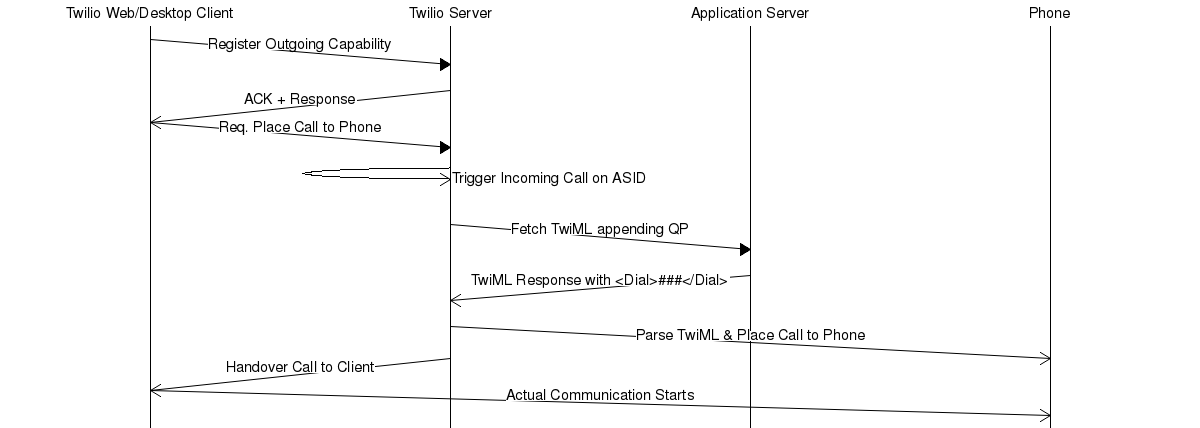 Twilio Web/Desktop Client
Twilio Server
Application Server
Phone
Register Outgoing Capability
ACK + Response
Req. Place Call to Phone
Trigger Incoming Call on ASID
Fetch TwiML appending QP
TwiML Response with <Dial>###</Dial>
Parse TwiML & Place Call to Phone
Handover Call to Client
Actual Communication Starts